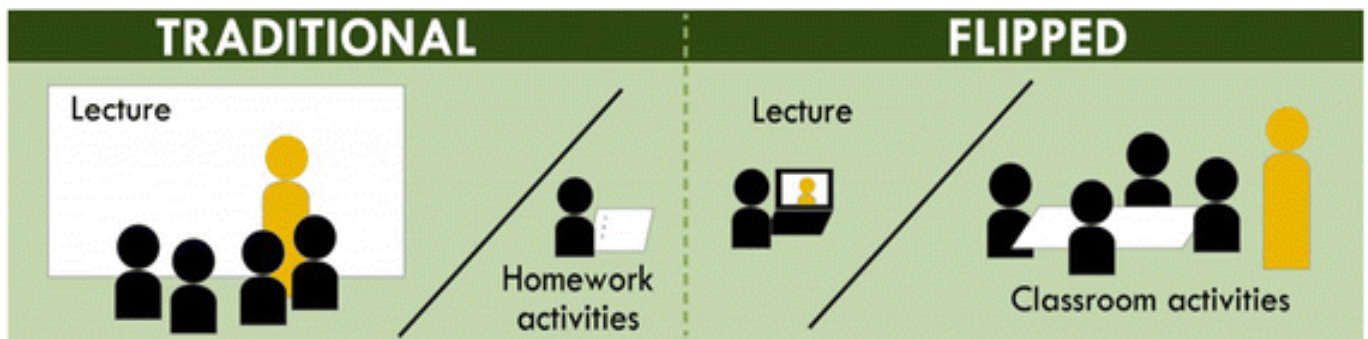 TRADITIONAL
Lecture
Homework
activities
FLIPPED
Lecture
Classroom activities